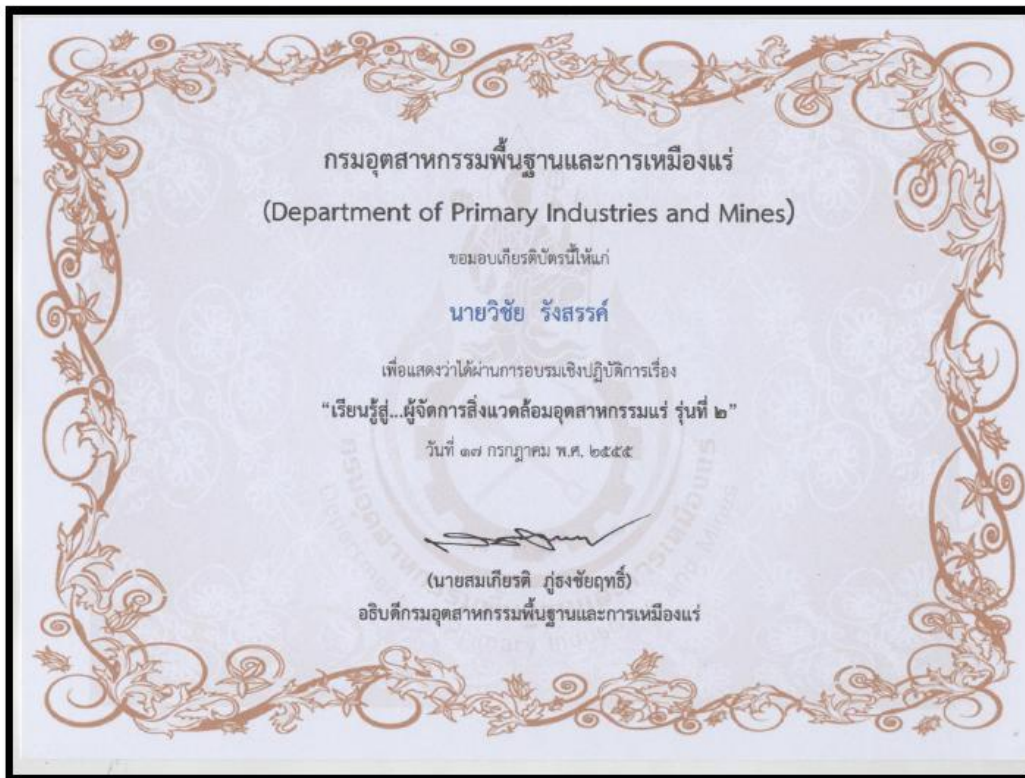 กรมอุตสาหกรรมพื้นฐานและการเหมืองแร่
(Department of Primary Industries and Mines)
ขอมอบเกียรติบัตรนี้ให้แก่
นายวิชัย รังสรรค์
เพื่อแสดงว่าได้ผ่านการอบรมเชิงปฏิบัติการเรื่อง
“เรียนรู้สู่...ผู้จัดการสิ่งแวดล้อมอุตสาหกรรมแร่ รุ่นที่ ๒”
วันที่ ๑๗ กรกฎาคม พ.ศ. ๒๕๕๕
(นายสมเกียรติ ภู่ธงชัยฤทธิ์)
อธิบดีกรมอุตสาหกรรมพื้นฐานและการเหมืองแร่